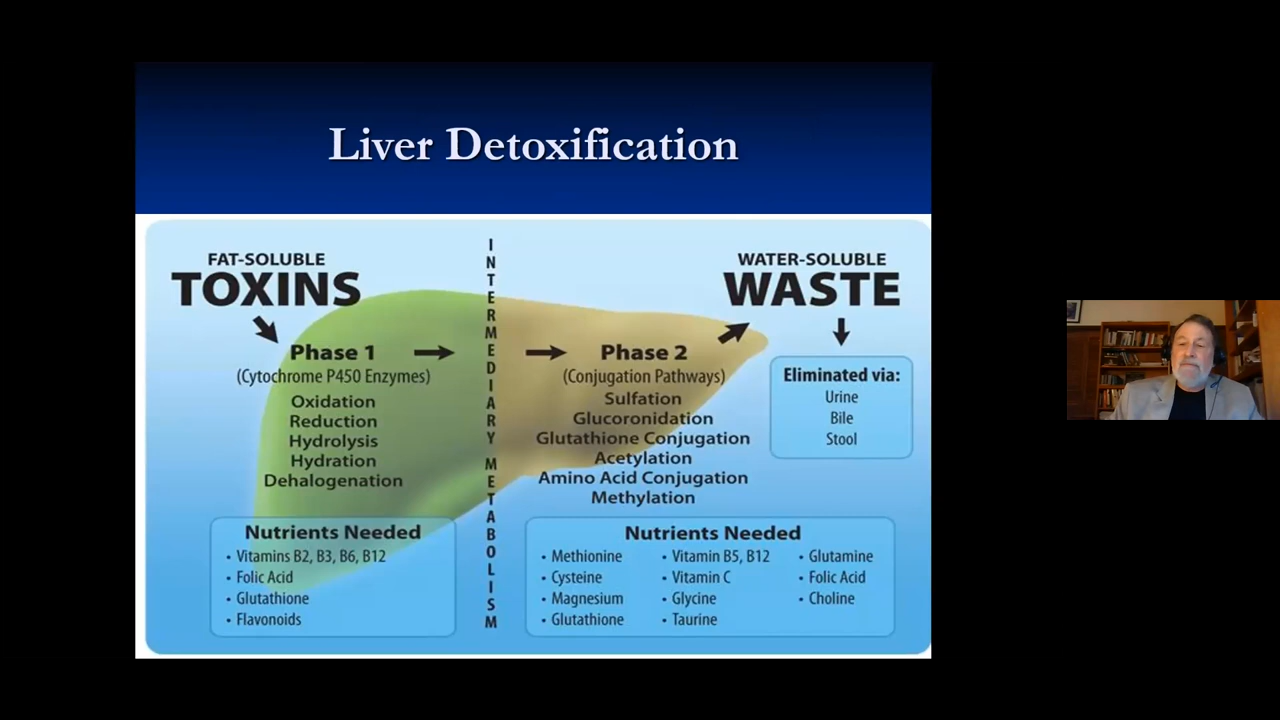 Liver Detoxification
FAT-SOLUBLE
TOXINS
Phase 1
(Cytochrome P450 Enzymes)
Oxidation
Reduction
Hydrolysis
Hydration
Dehalogenation
Nutrients Needed
• Vitamins B2, B3, B6, B12
• Folic Acid
• Glutathione
• Flavonoids
INTERMEDIARY METABOLISM
Phase 2
(Conjugation Pathways)
Sulfation
Glucoronidation
Glutathione Conjugation
Acetylation
Amino Acid Conjugation
Methylation
Nutrients Needed
• Methionine
• Cysteine
• Magnesium
• Glutathione
• Vitamin B5, B12
• Vitamin C
• Glycine
• Taurine
• Glutamine
• Folic Acid
• Choline
WATER-SOLUBLE
WASTE
Eliminated via:
Urine
Bile
Stool